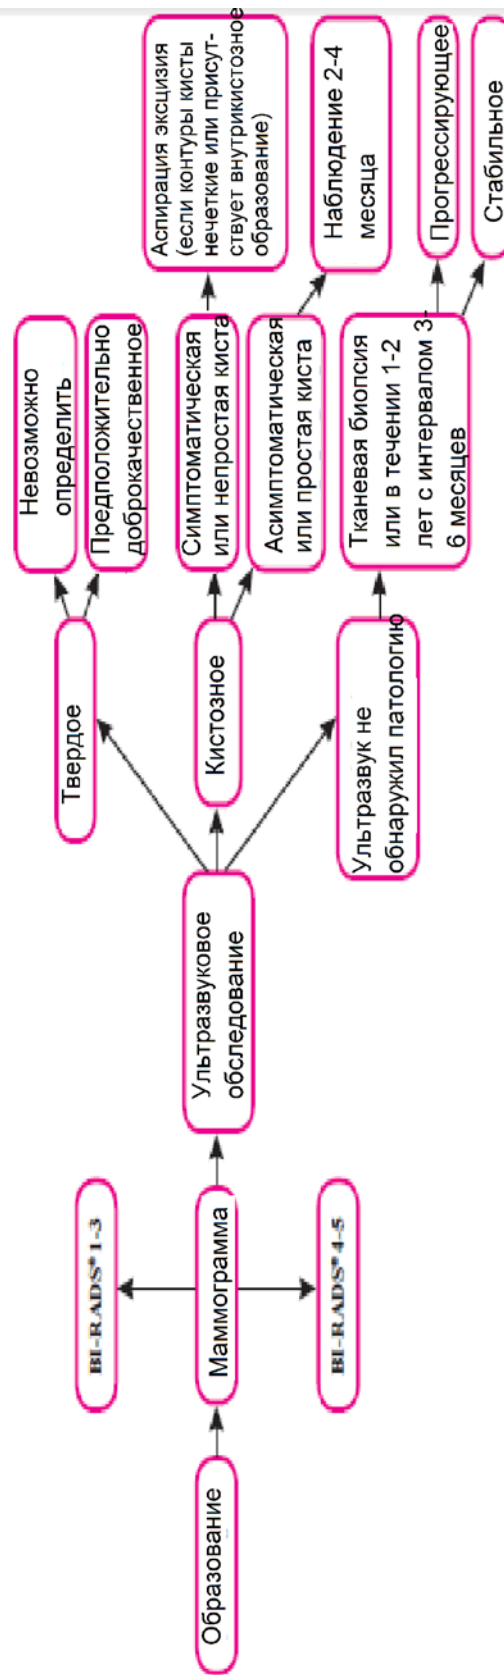 Образование
BI-RADS® 1-3
Маммограмма
BI-RADS® 4-5
Ультразвуковое
обследование
Твердое
Кистозное
Ультразвук не
обнаружил патологию
Невозможно
определить
Предположительно
доброкачественное
Симптоматическая
или непростая киста
Асимптоматическая
или простая киста
Тканевая биопсия
или в течении 1-2
лет с интервалом 3-
6 месяцев
Аспирация эксцизия
(если контуры кисты
нечеткие или присут-
ствует внутрикистозное
образование)
Наблюдение 2-4
месяца
Прогрессирующее
Стабильное